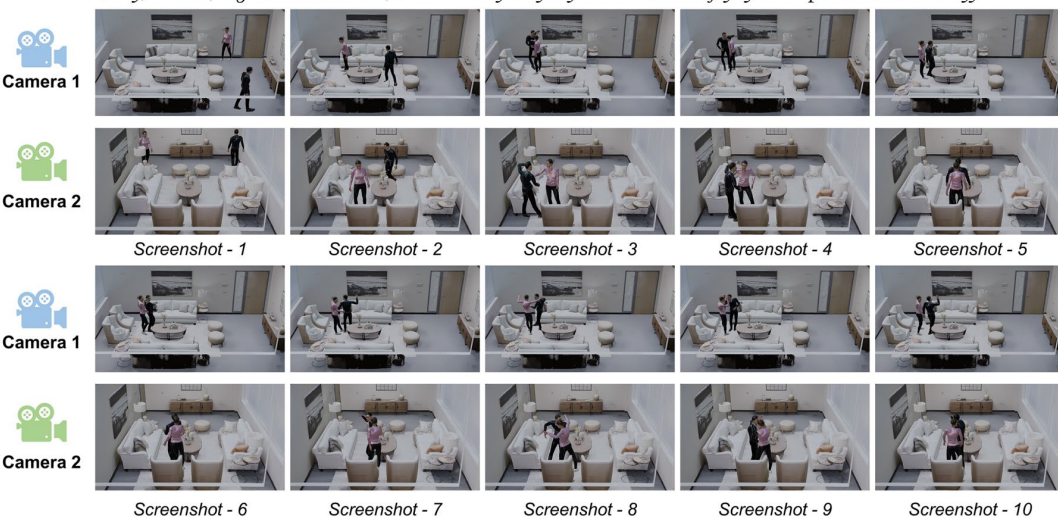 Camera 1
Camera 2
Screenshot - 1
Screenshot - 2
Screenshot - 3
Screenshot - 4
Screenshot - 5
Camera 1
Camera 2
Screenshot - 6
Screenshot - 7
Screenshot - 8
Screenshot - 9
Screenshot - 10